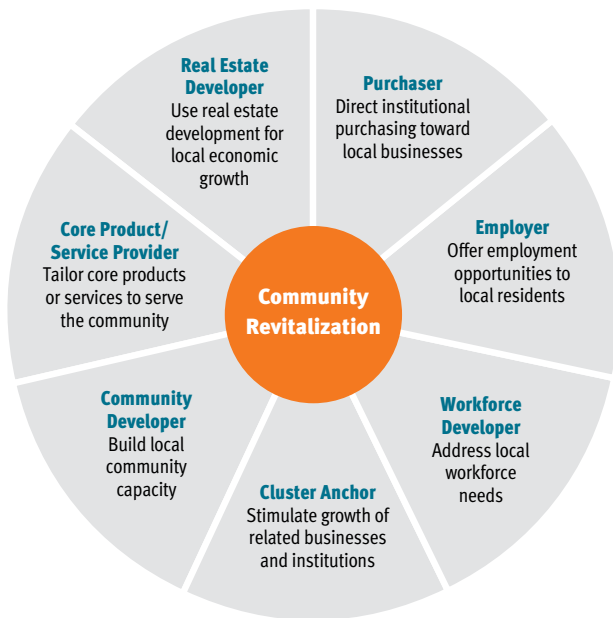 Real Estate
Developer
Use real estate
development for
local economic
growth
Purchaser
Direct institutional
purchasing toward
local businesses
Core Product/
Service Provider
Tailor core products
or services to serve
the community
Community
Revitalization
Employer
Offer employment
opportunities to
local residents
Community
Developer
Build local
community
capacity
Cluster Anchor
Stimulate growth of
related businesses
and institutions
Workforce
Developer
Address local
workforce
needs